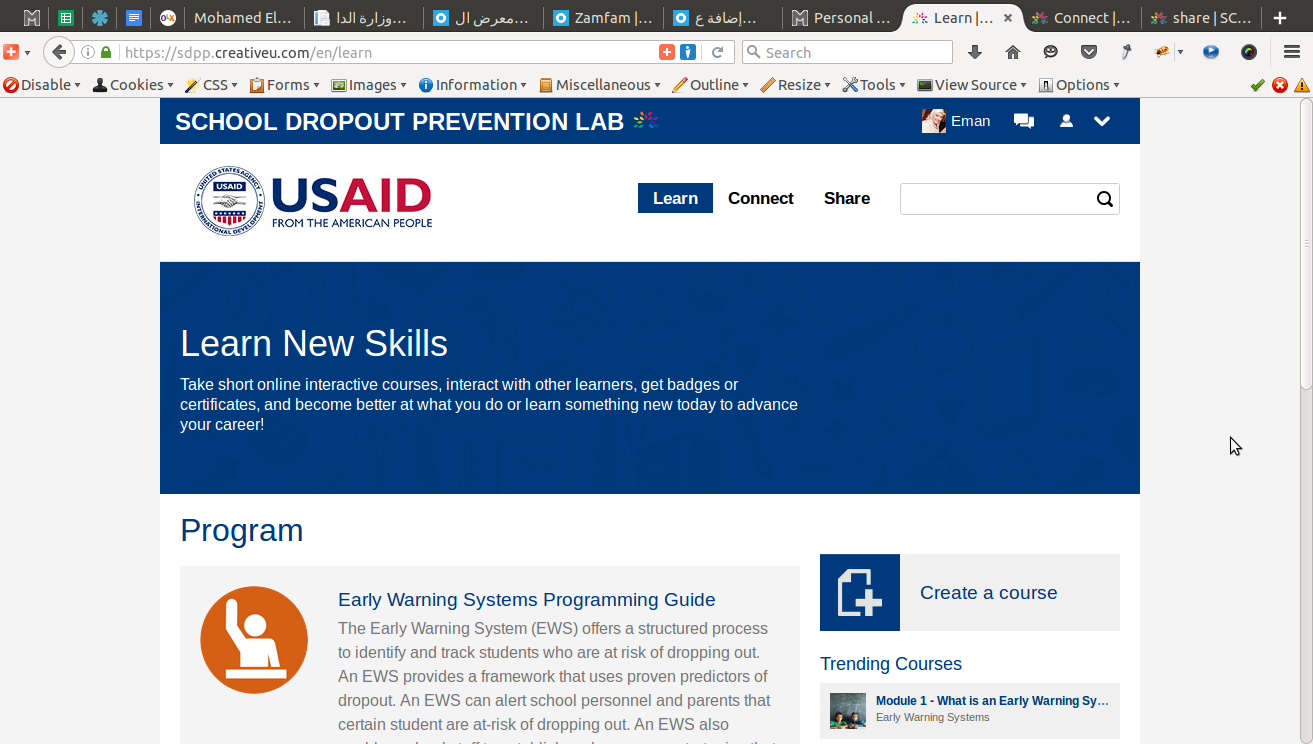 Mohamed El...
وزارة الدا...
معرض ال...
Zamfam |...
إضافة ع...
Personal ...
Learn |...
Connect |...
share | SC...
https://sdpp.creativeu.com/en/learn
Search
Disable
Cookies
CSS
Forms
Images
Information
Miscellaneous
Outline
Resize
Tools
View Source
Options
SCHOOL DROPOUT PREVENTION LAB
Eman
UNITED STATES AGENCY
USAID
INTERNATIONAL DEVELOPMENT
USAID
FROM THE AMERICAN PEOPLE
Learn
Connect
Share
Learn New Skills
Take short online interactive courses, interact with other learners, get badges or
certificates, and become better at what you do or learn something new today to advance
your career!
Program
Early Warning Systems Programming Guide
The Early Warning System (EWS) offers a structured process
to identify and track students who are at risk of dropping out.
An EWS provides a framework that uses proven predictors of
dropout. An EWS can alert school personnel and parents that
certain student are at-risk of dropping out. An EWS also
Create a course
Trending Courses
Module 1 - What is an Early Warning Sy...
Early Warning Systems